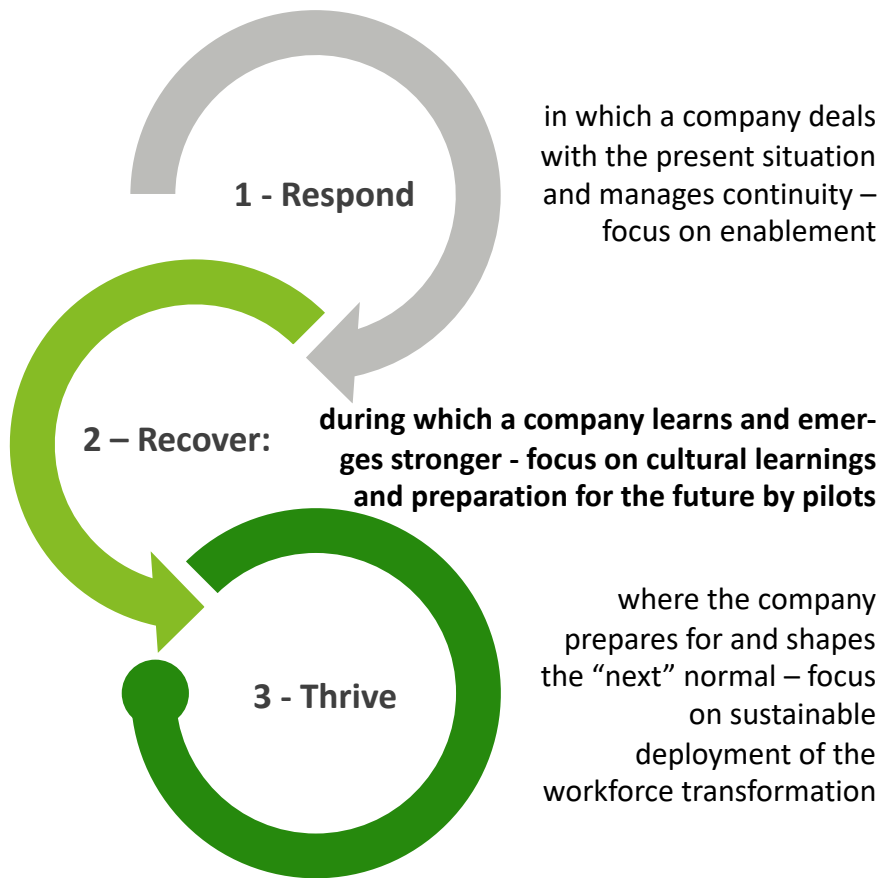 1 - Respond
in which a company deals
with the present situation
and manages continuity –
focus on enablement
2 – Recover:
during which a company learns and emer-
ges stronger - focus on cultural learnings
and preparation for the future by pilots
3 - Thrive
where the company
prepares for and shapes
the “next” normal – focus
on sustainable
deployment of the
workforce transformation